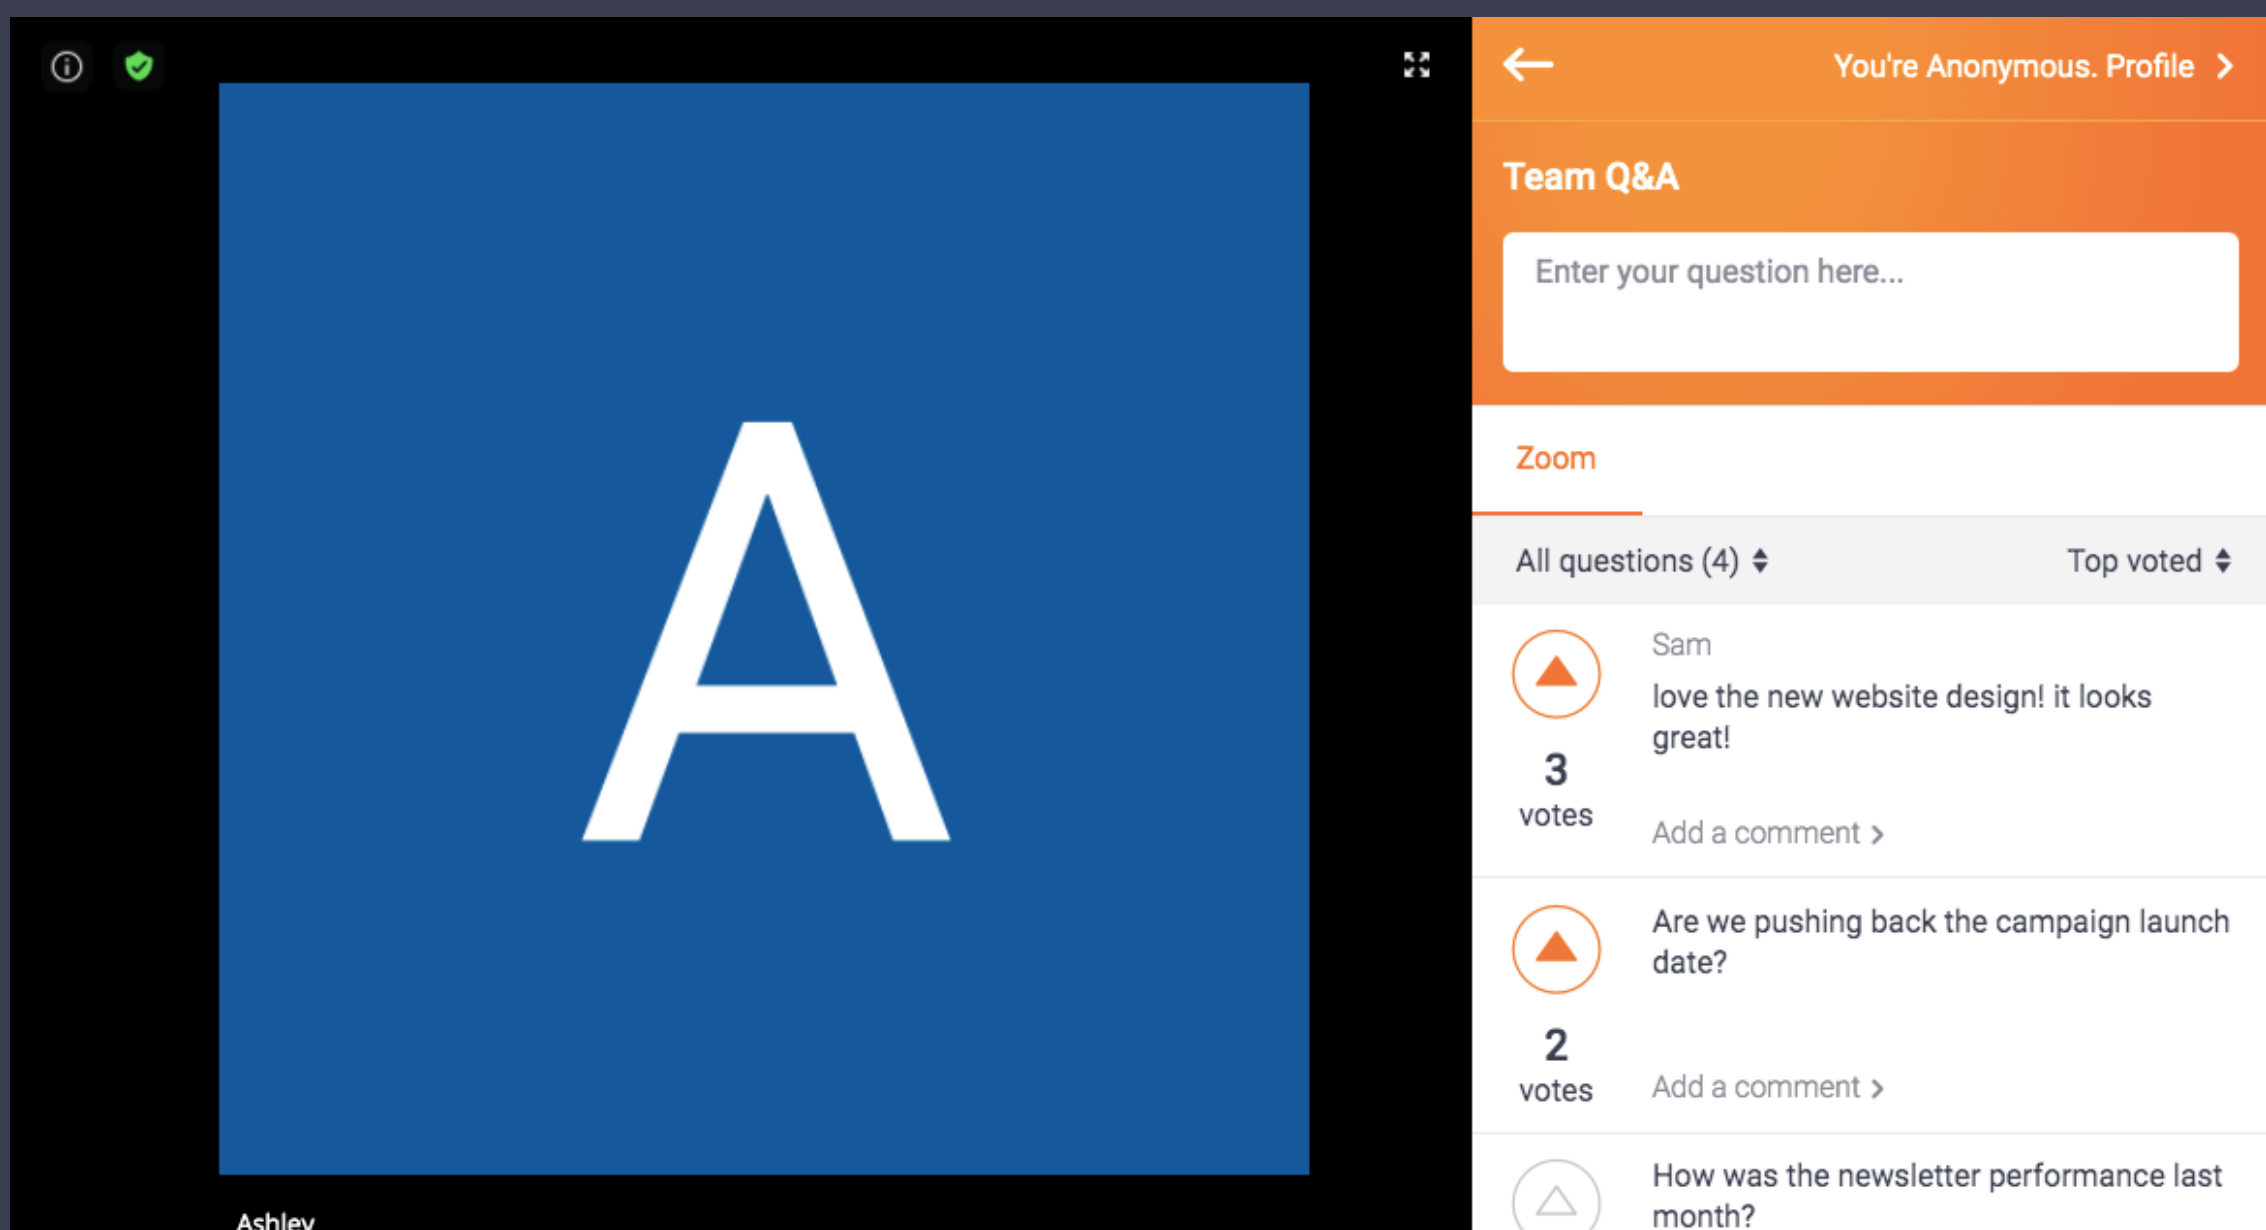 A
Ashley
You're Anonymous. Profile
Team Q&A
Enter your question here...
Zoom
All questions (4)
Top voted
Sam
love the new website design! it looks
great!
3
votes
Add a comment
Are we pushing back the campaign launch
date?
2
votes
Add a comment
How was the newsletter performance last
month?